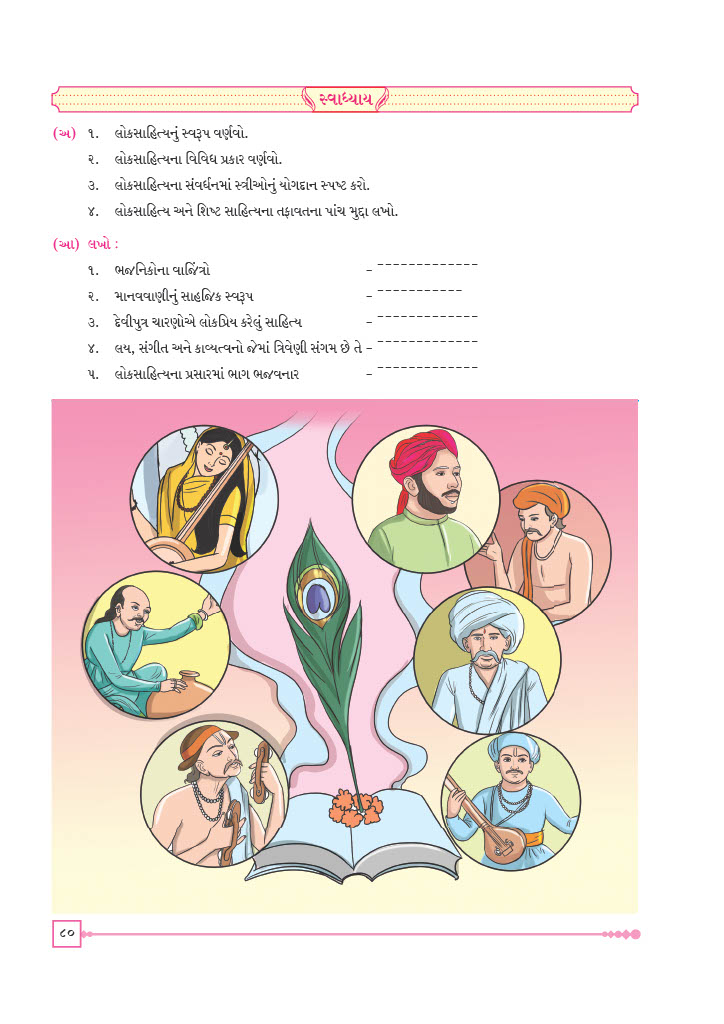 સ્વાધ્યાય
(અ) ૧. લોકસાહિત્યનું સ્વરૂપ વર્ણવો.
૨. લોકસાહિત્યના વિવિધ પ્રકાર વર્ણવો.
૩. લોકસાહિત્યના સંવર્ધનમાં સ્ત્રીઓનું યોગદાન સ્પષ્ટ કરો.
૪. લોકસાહિત્ય અને શિષ્ટ સાહિત્યના તફાવતના પાંચ મુદ્દા લખો.
(આ) લખો :
૧. ભજનિકોના વાજિંત્રો – _ _ _ _ _ _ _ _ _ _ _ _ _
૨. માનવવાણીનું સાહજિક સ્વરૂપ – _ _ _ _ _ _ _ _ _ _ _
૩. દેવીપુત્ર ચારણોએ લોકપ્રિય કરેલું સાહિત્ય – _ _ _ _ _ _ _ _ _ _ _ _ _
૪. લય, સંગીત અને કાવ્યત્વનો જેમાં ત્રિવેણી સંગમ છે તે – _ _ _ _ _ _ _ _ _ _ _ _ _
૫. લોકસાહિત્યના પ્રસારમાં ભાગ ભજવનાર – _ _ _ _ _ _ _ _ _ _ _ _ _
૮૦